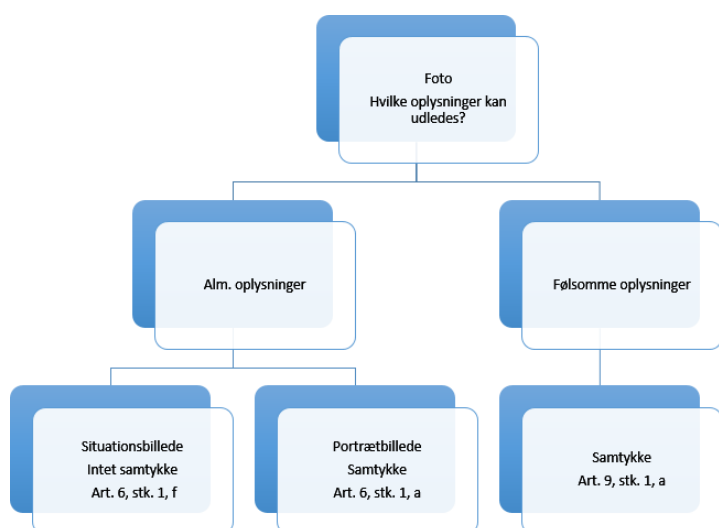 Foto
Hvilke oplysninger kan
udledes?
Alm. oplysninger
Følsomme oplysninger
Situationsbillede
Intet samtykke
Art. 6, stk. 1, f
Portrætbillede
Samtykke
Art. 6, stk. 1, a
Samtykke
Art. 9, stk. 1, a